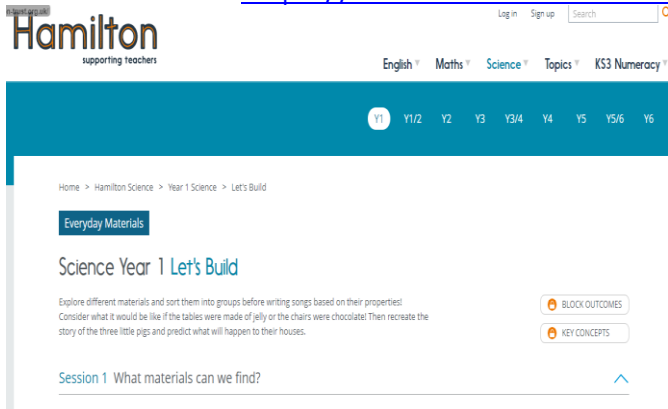 Log in Sign up Search
Hamilton
supporting teachers
English Maths Science Topics KS3 Numeracy
Y1 Y1/2 Y2 Y3 Y3/4 Y4 Y5 Y5/6 Y6
Home > Hamilton Science > Year 1 Science > Let's Build
Everyday Materials
Science Year 1 Let's Build
Explore different materials and sort them into groups before writing songs based on their properties!
Consider what it would be like if the tables were made of jelly or the chairs were chocolate! Then recreate the
story of the three little pigs and predict what will happen to their houses.
BLOCK OUTCOMES
KEY CONCEPTS
Session 1 What materials can we find?